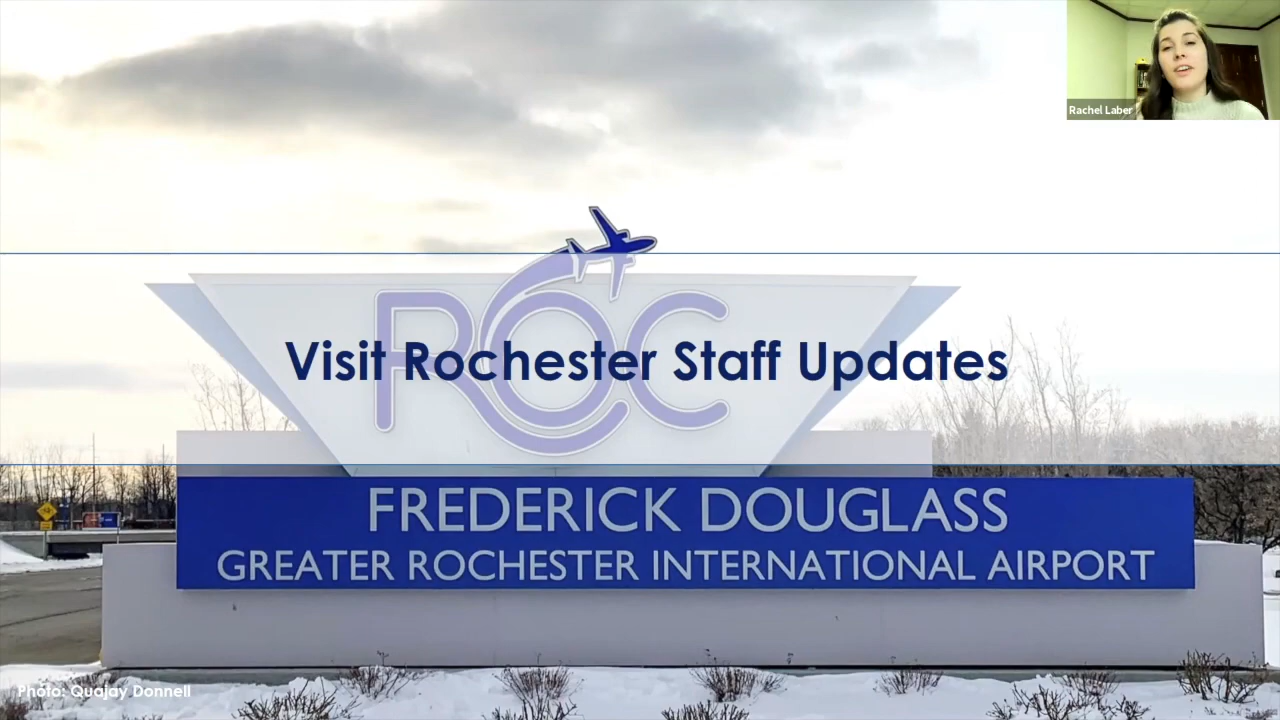 Rachel Laber
ROC
Visit Rochester Staff Updates
FREDERICK DOUGLASS
GREATER ROCHESTER INTERNATIONAL AIRPORT
Photo: Quajay Donnell